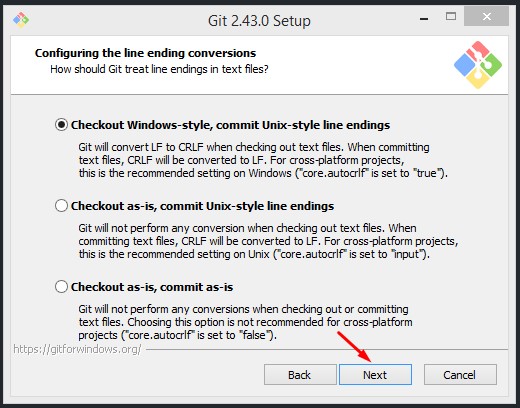 Git 2.43.0 Setup
Configuring the line ending conversions
How should Git treat line endings in text files?
Checkout Windows-style, commit Unix-style line endings
Git will convert LF to CRLF when checking out text files. When committing
text files, CRLF will be converted to LF. For cross-platform projects,
this is the recommended setting on Windows ("core.autocrlf" is set to "true").
Checkout as-is, commit Unix-style line endings
Git will not perform any conversion when checking out text files. When
committing text files, CRLF will be converted to LF. For cross-platform projects,
this is the recommended setting on Unix ("core.autocrlf" is set to "input").
Checkout as-is, commit as-is
Git will not perform any conversions when checking out or committing
text files. Choosing this option is not recommended for cross-platform
projects ("core.autocrlf" is set to "false").
https://gitforwindows.org/
Back
Next
Cancel